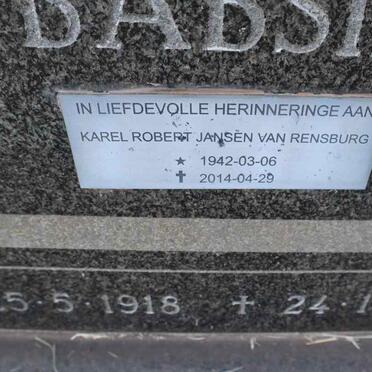 IN LIEFDEVOLLE HERINNERINGE AAN
KAREL ROBERT JANSEN VAN RENSBURG
★ 1942-03-06
✝ 2014-04-29
5·5·1918 ✝ 24·